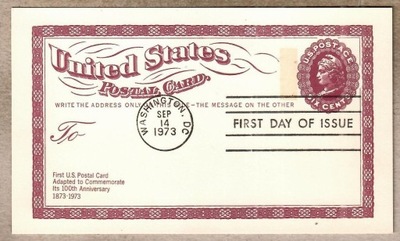 United States
U.S. POSTAGE
POSTAL CARD.
WRITE THE ADDRESS ONLY ON THIS SIDE—THE MESSAGE ON THE OTHER
SIX CENTS
To
WASHINGTON, DC
SEP
14
1973
FIRST DAY OF ISSUE
First U.S. Postal Card
Adapted to Commemorate
Its 100th Anniversary
1873-1973